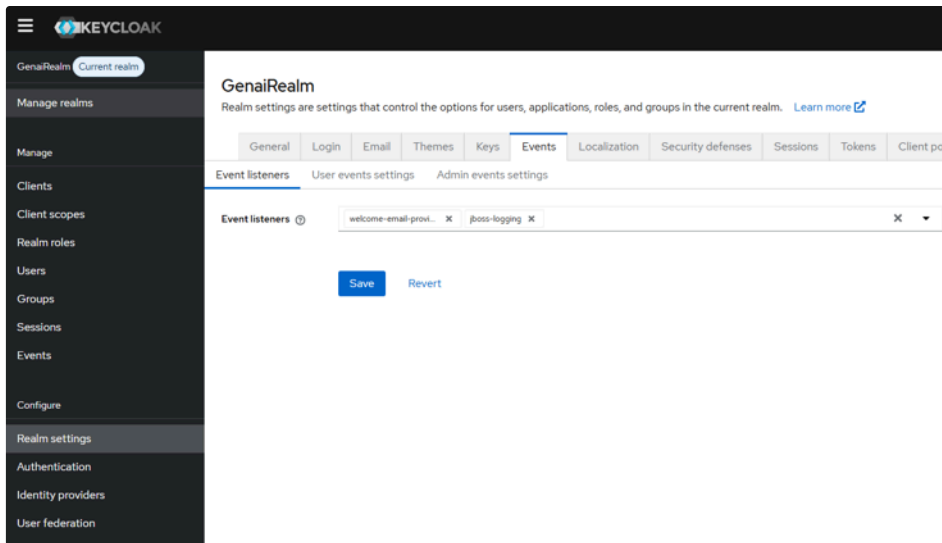 KEYCLOAK
GenaiRealm Current realm
Manage realms
Manage
Clients
Client scopes
Realm roles
Users
Groups
Sessions
Events
Configure
Realm settings
Authentication
Identity providers
User federation
GenaiRealm
Realm settings are settings that control the options for users, applications, roles, and groups in the current realm. Learn more
General Login Email Themes Keys Events Localization Security defenses Sessions Tokens Client po
Event listeners User events settings Admin events settings
Event listeners welcome-email-provi... jboss-logging
Save Revert